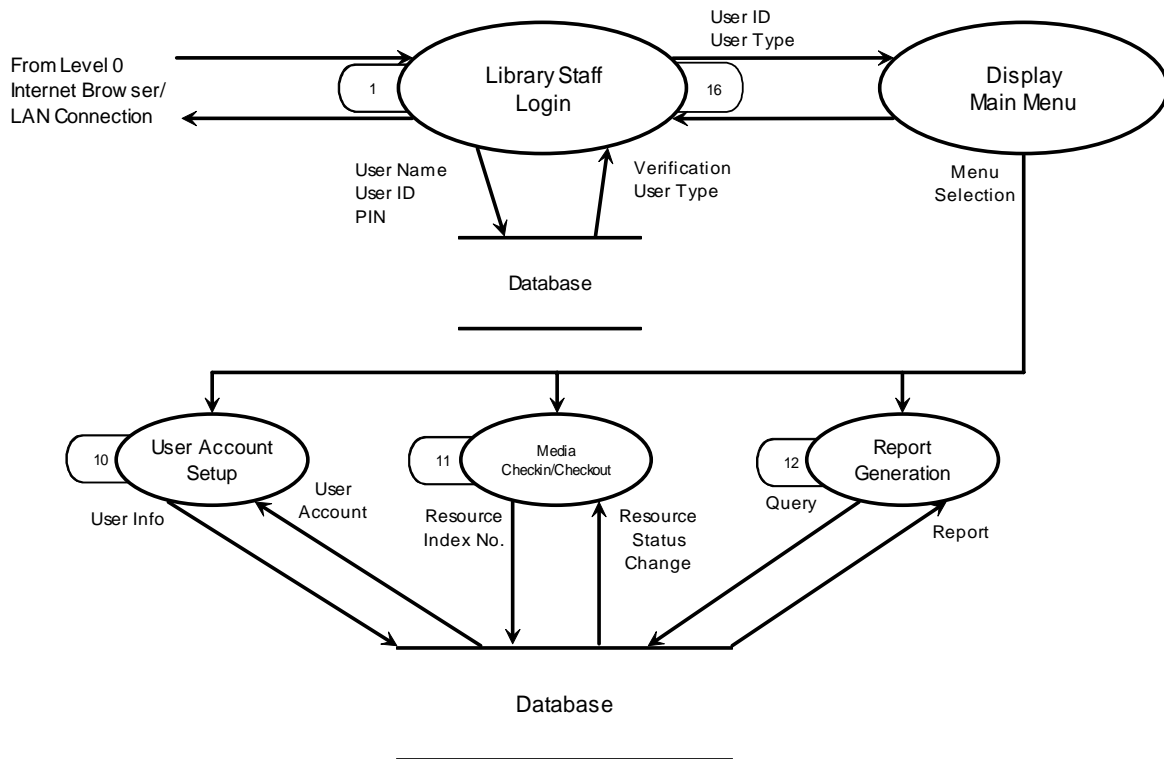 User ID
User Type
From Level 0
Internet Browser/
LAN Connection
1
Library Staff
Login
16
Display
Main Menu
User Name
User ID
PIN
Verification
User Type
Menu
Selection
Database
10
User Account
Setup
11
Media
Checkin/Checkout
12
Report
Generation
User Info
User
Account
Resource
Index No.
Resource
Status
Change
Query
Report
Database